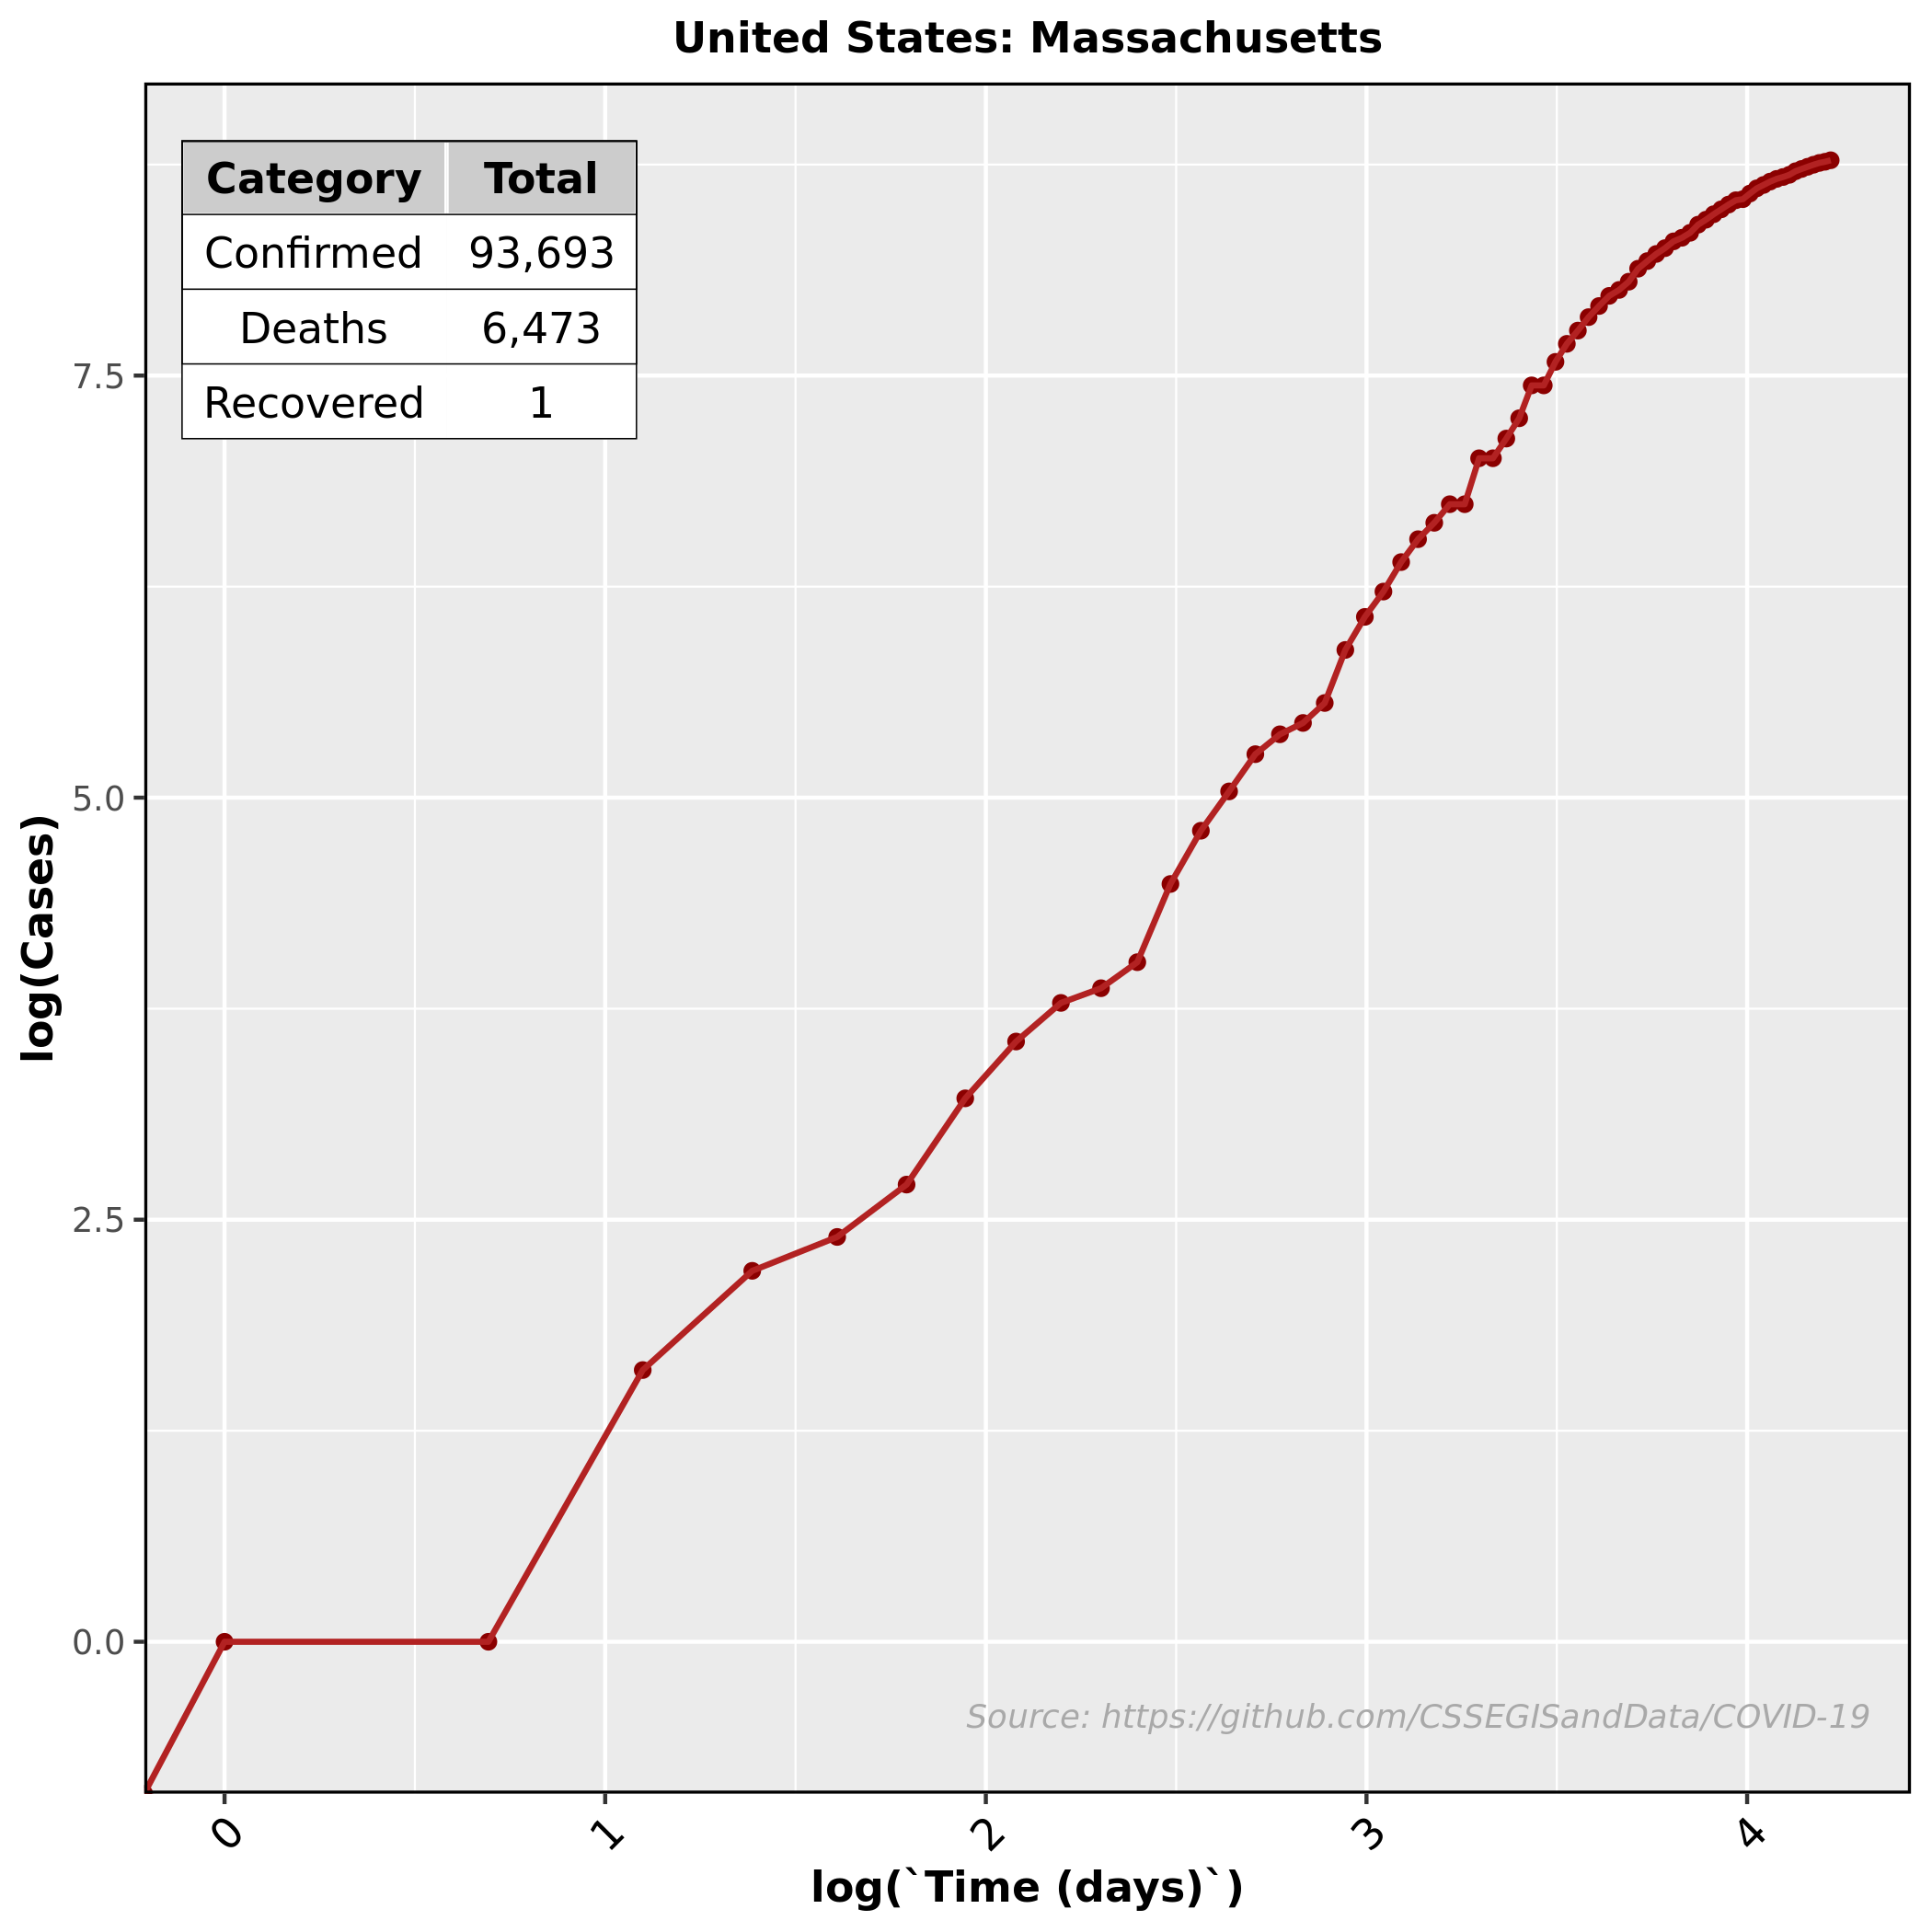 United States: Massachusetts
Category Total
Confirmed 93,693
Deaths 6,473
Recovered 1
7.5
5.0
2.5
0.0
log(Cases)
Source: https://github.com/CSSEGISandData/COVID-19
0 1 2 3 4
log(`Time (days)`)